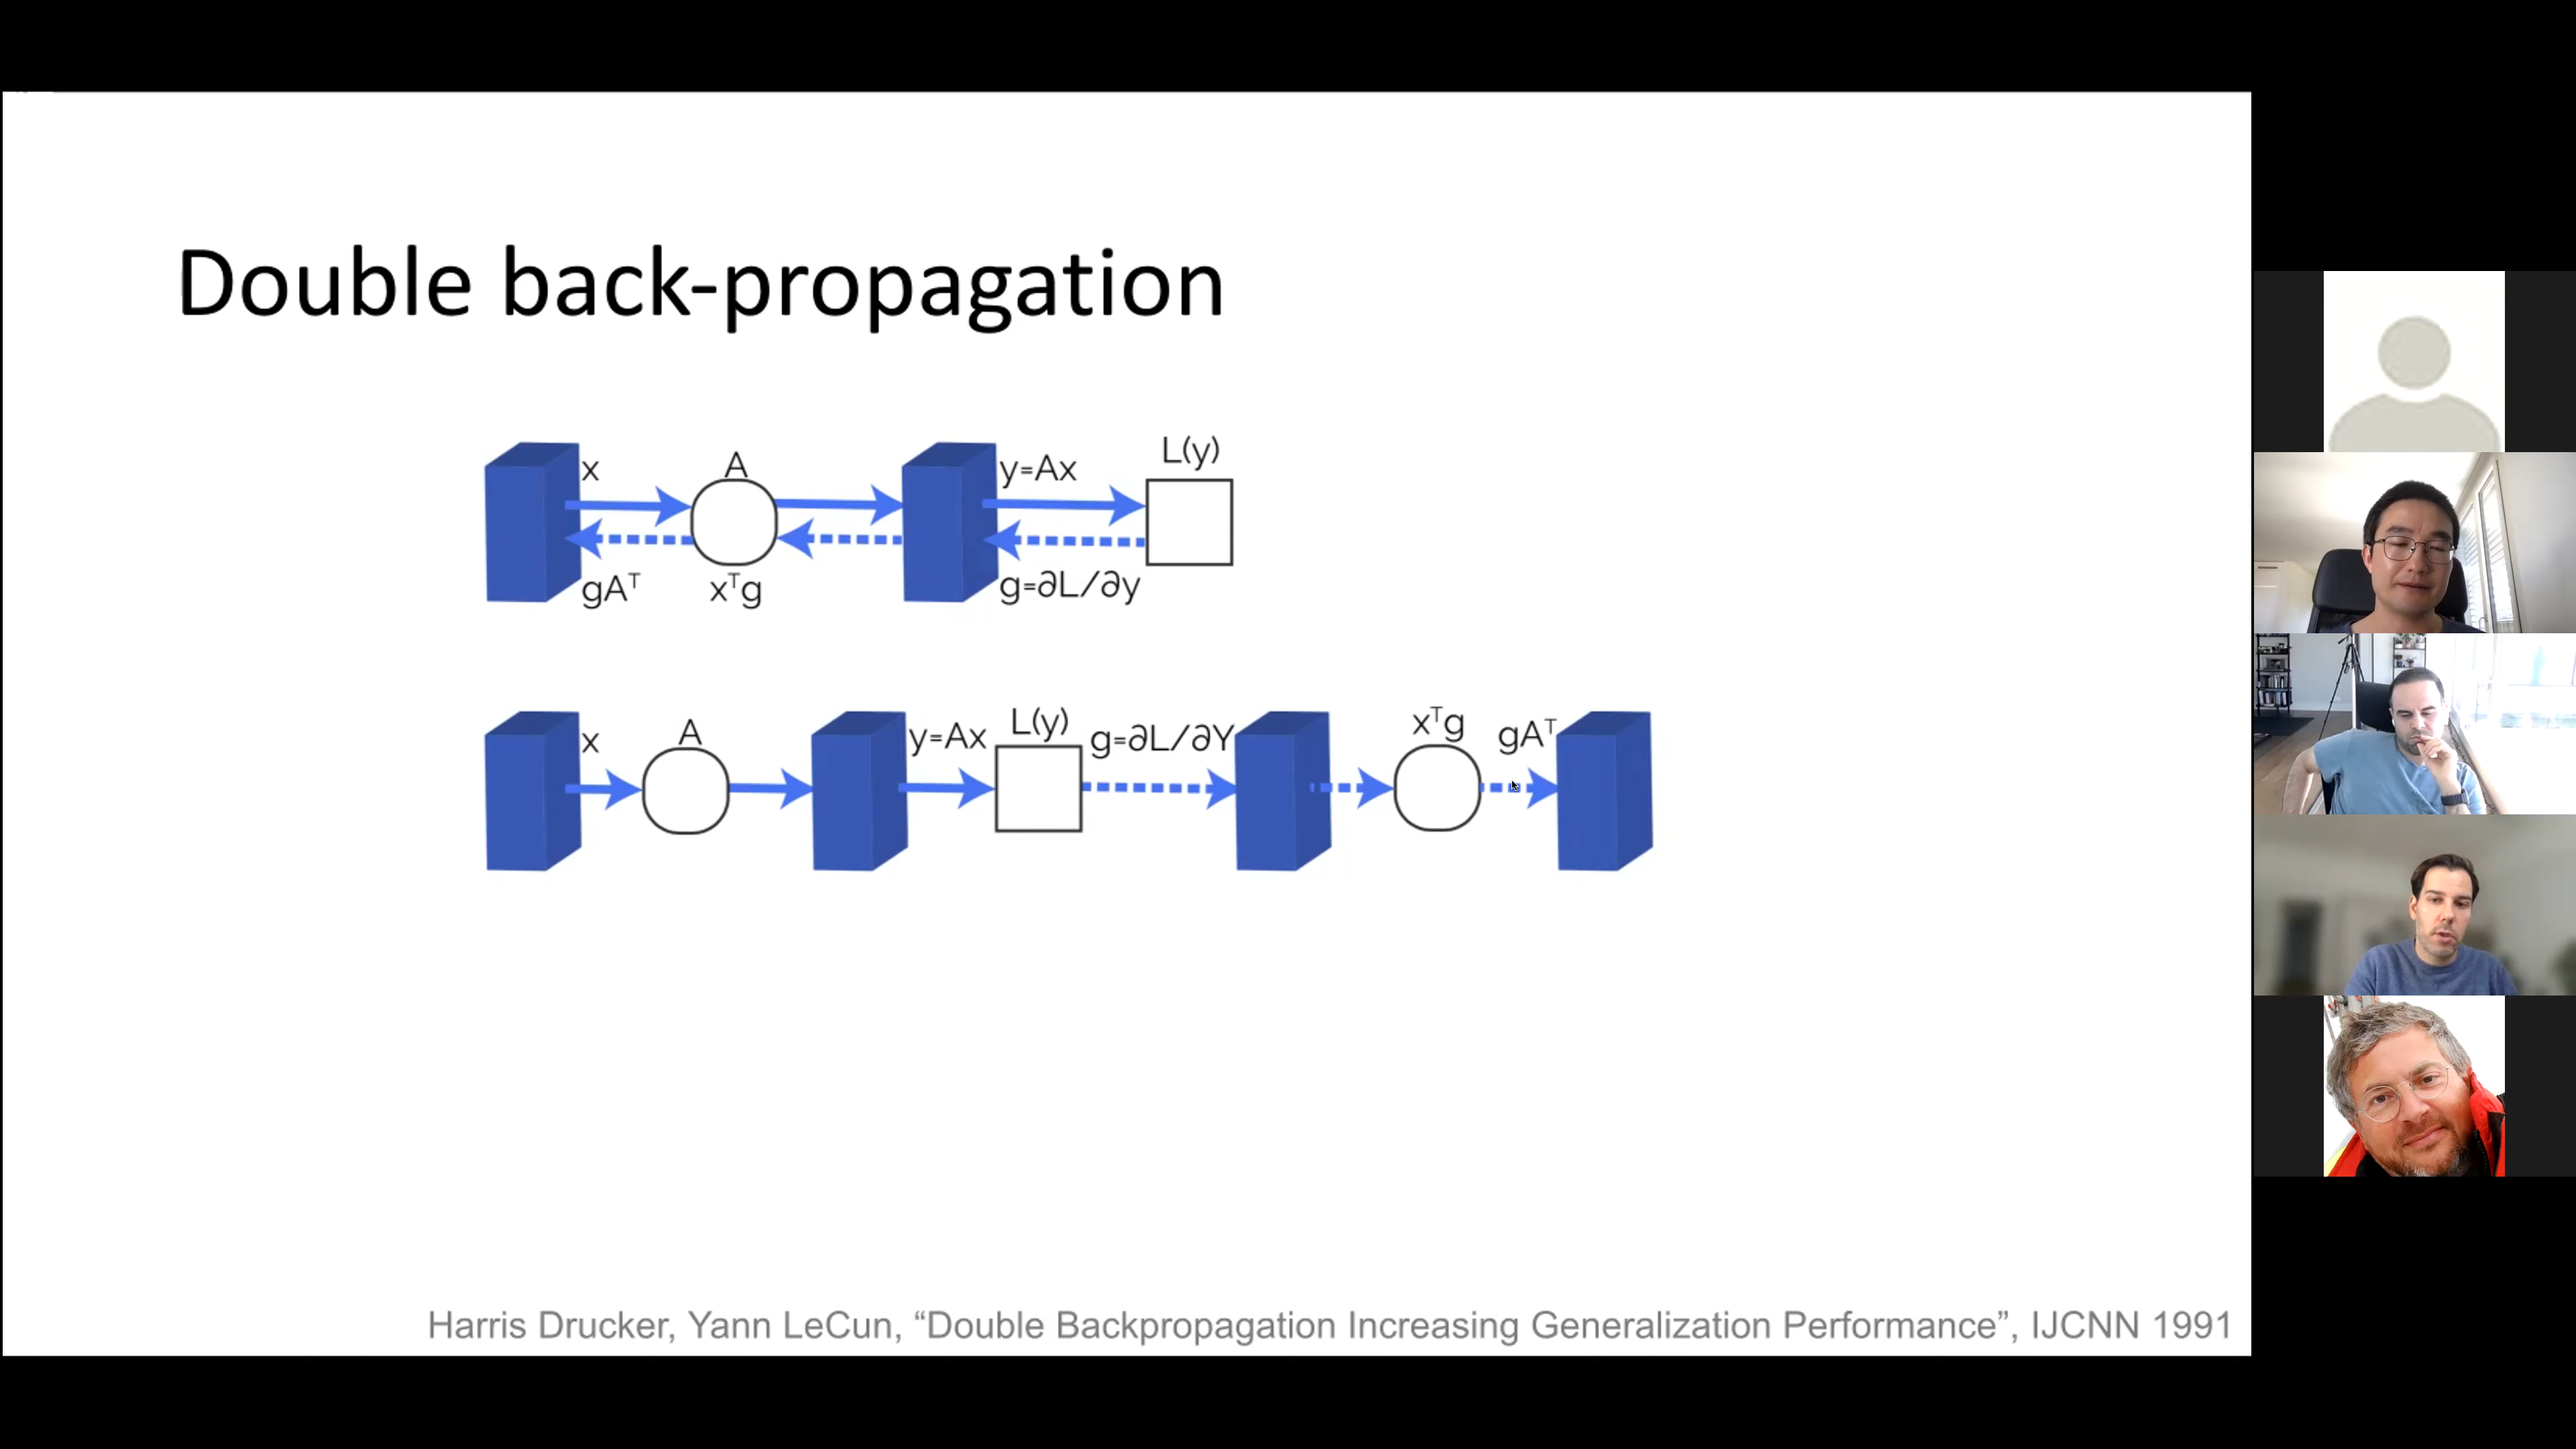 Double back-propagation
x
A
y=Ax
L(y)
gAᵀ
xᵀg
g=∂L/∂y
x
A
y=Ax
L(y)
g=∂L/∂Y
xᵀg
gAᵀ
Harris Drucker, Yann LeCun, “Double Backpropagation Increasing Generalization Performance”, IJCNN 1991